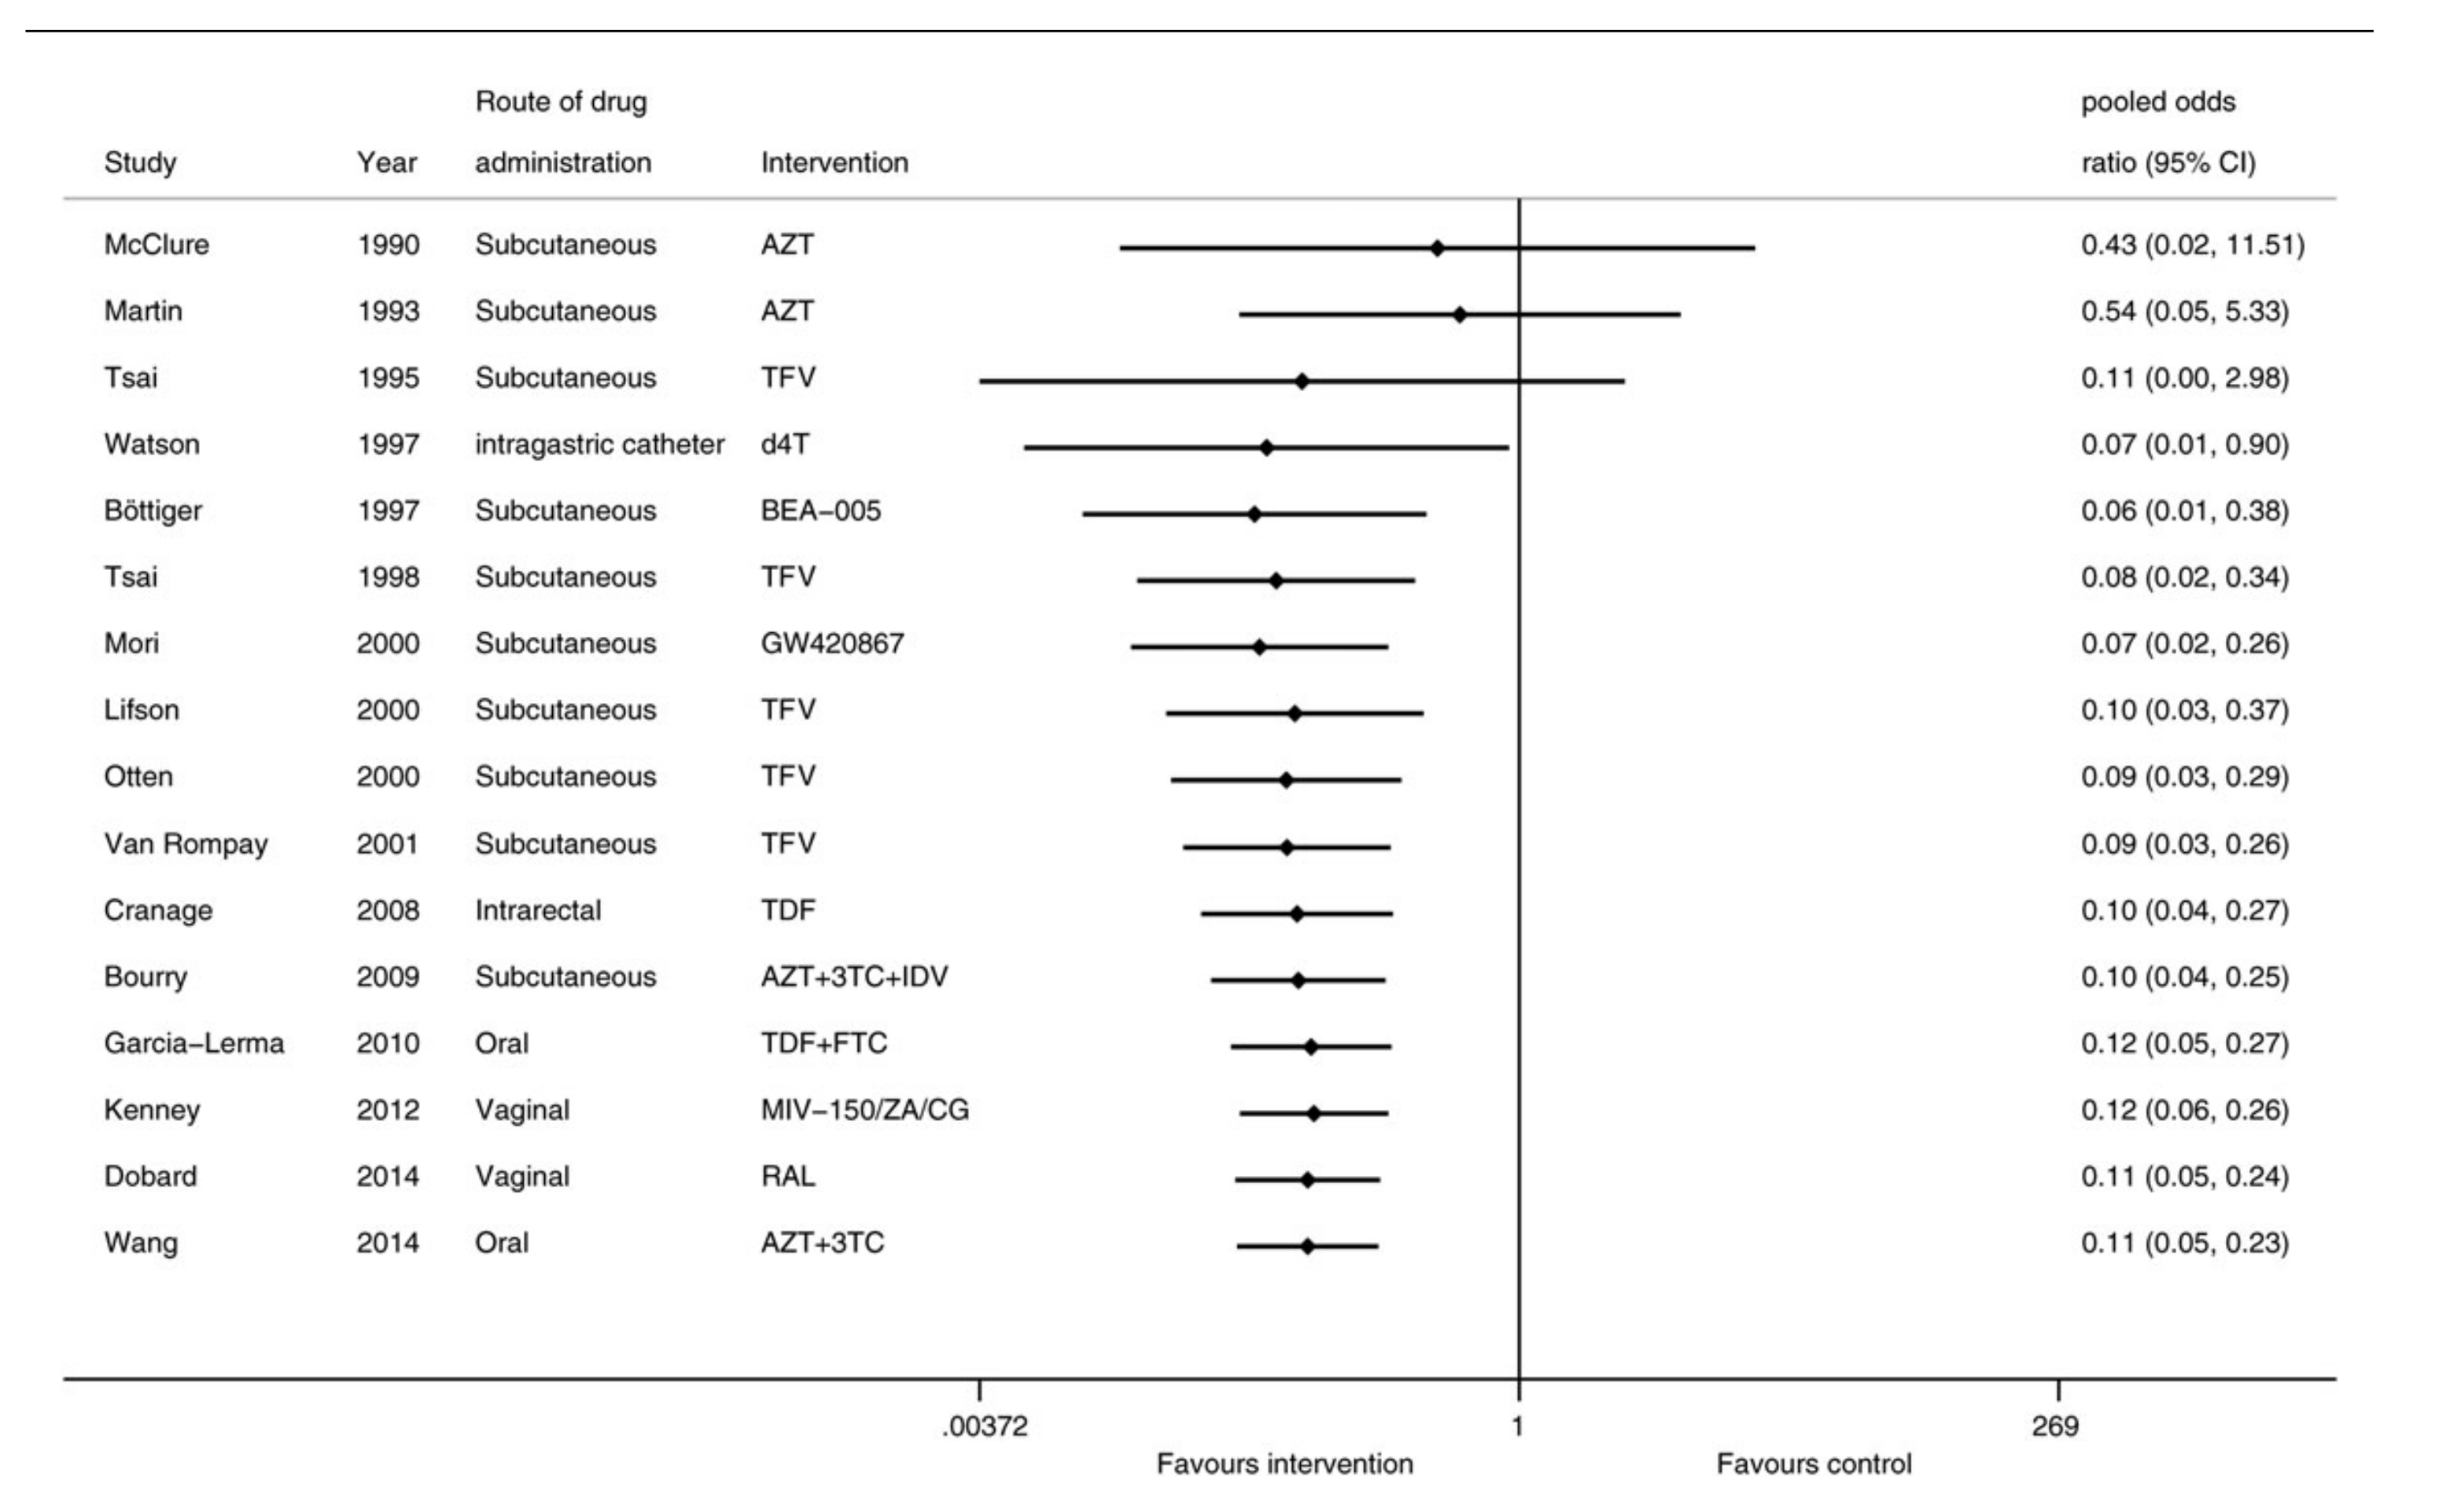 Route of drug pooled odds
Study Year administration Intervention ratio (95% CI)
McClure 1990 Subcutaneous AZT 0.43 (0.02, 11.51)
Martin 1993 Subcutaneous AZT 0.54 (0.05, 5.33)
Tsai 1995 Subcutaneous TFV 0.11 (0.00, 2.98)
Watson 1997 intragastric catheter d4T 0.07 (0.01, 0.90)
Böttiger 1997 Subcutaneous BEA−005 0.06 (0.01, 0.38)
Tsai 1998 Subcutaneous TFV 0.08 (0.02, 0.34)
Mori 2000 Subcutaneous GW420867 0.07 (0.02, 0.26)
Lifson 2000 Subcutaneous TFV 0.10 (0.03, 0.37)
Otten 2000 Subcutaneous TFV 0.09 (0.03, 0.29)
Van Rompay 2001 Subcutaneous TFV 0.09 (0.03, 0.26)
Cranage 2008 Intrarectal TDF 0.10 (0.04, 0.27)
Bourry 2009 Subcutaneous AZT+3TC+IDV 0.10 (0.04, 0.25)
Garcia−Lerma 2010 Oral TDF+FTC 0.12 (0.05, 0.27)
Kenney 2012 Vaginal MIV−150/ZA/CG 0.12 (0.06, 0.26)
Dobard 2014 Vaginal RAL 0.11 (0.05, 0.24)
Wang 2014 Oral AZT+3TC 0.11 (0.05, 0.23)
.00372 1 269
Favours intervention Favours control